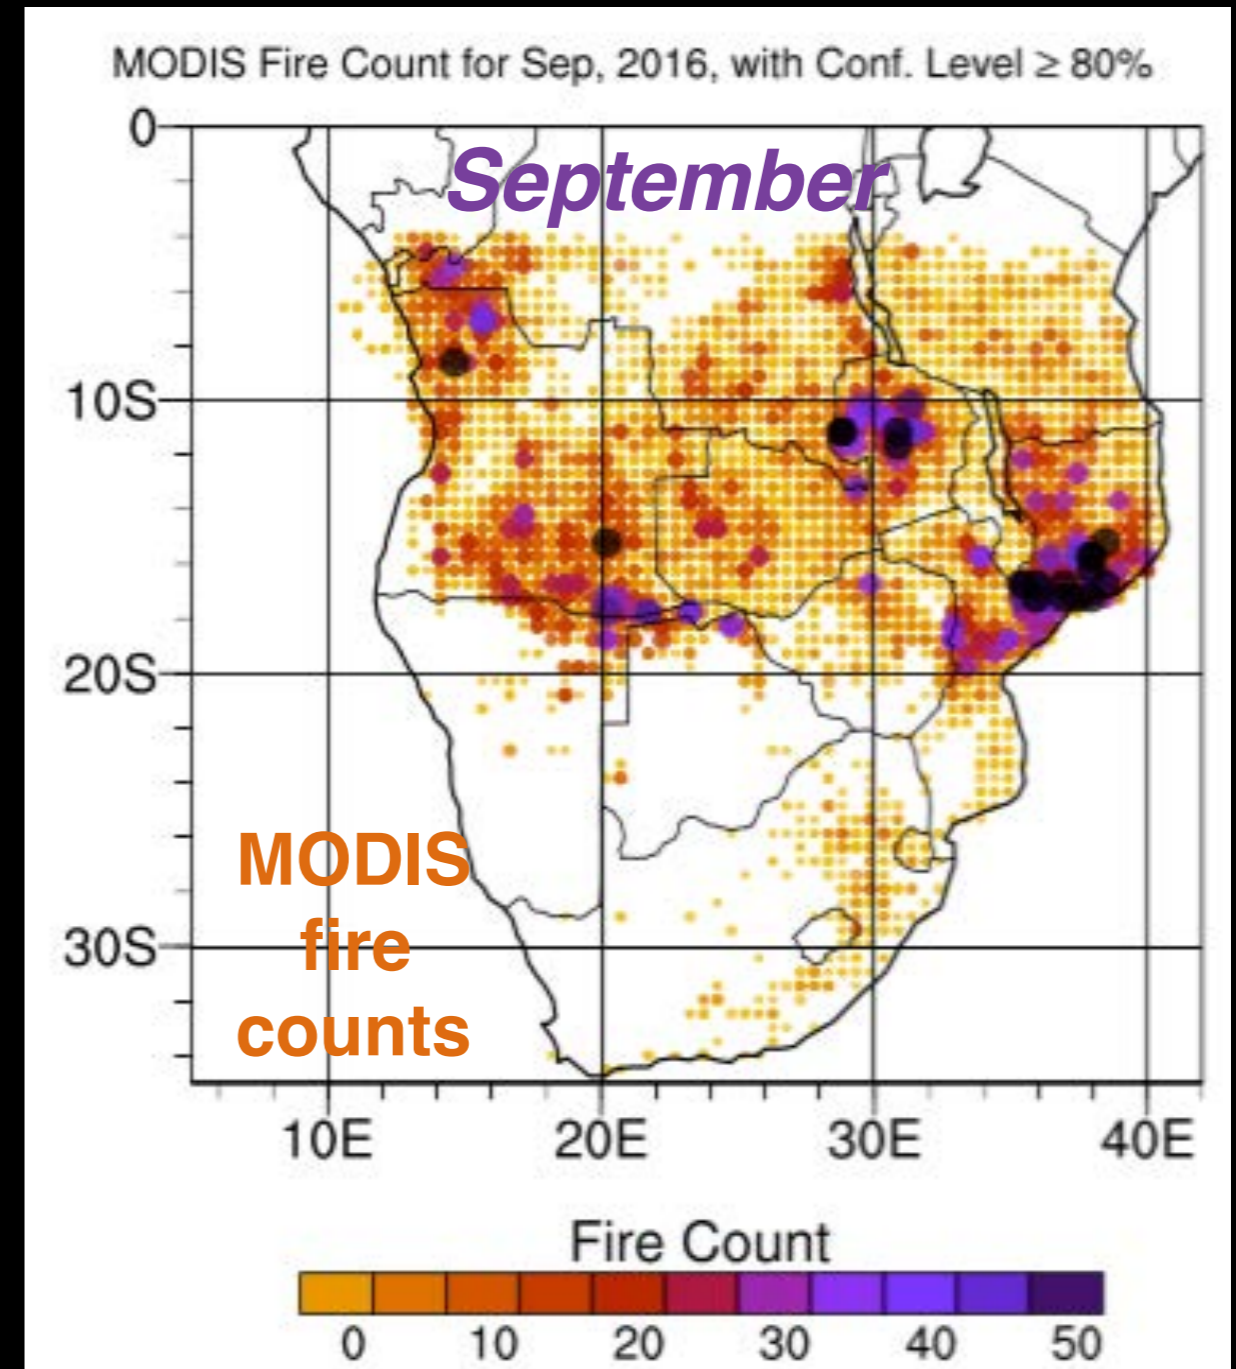 MODIS Fire Count for Sep, 2016, with Conf. Level ≥ 80%
0
September
10S
20S
MODIS
fire
30S
counts
10E 20E 30E 40E
Fire Count
0 10 20 30 40 50